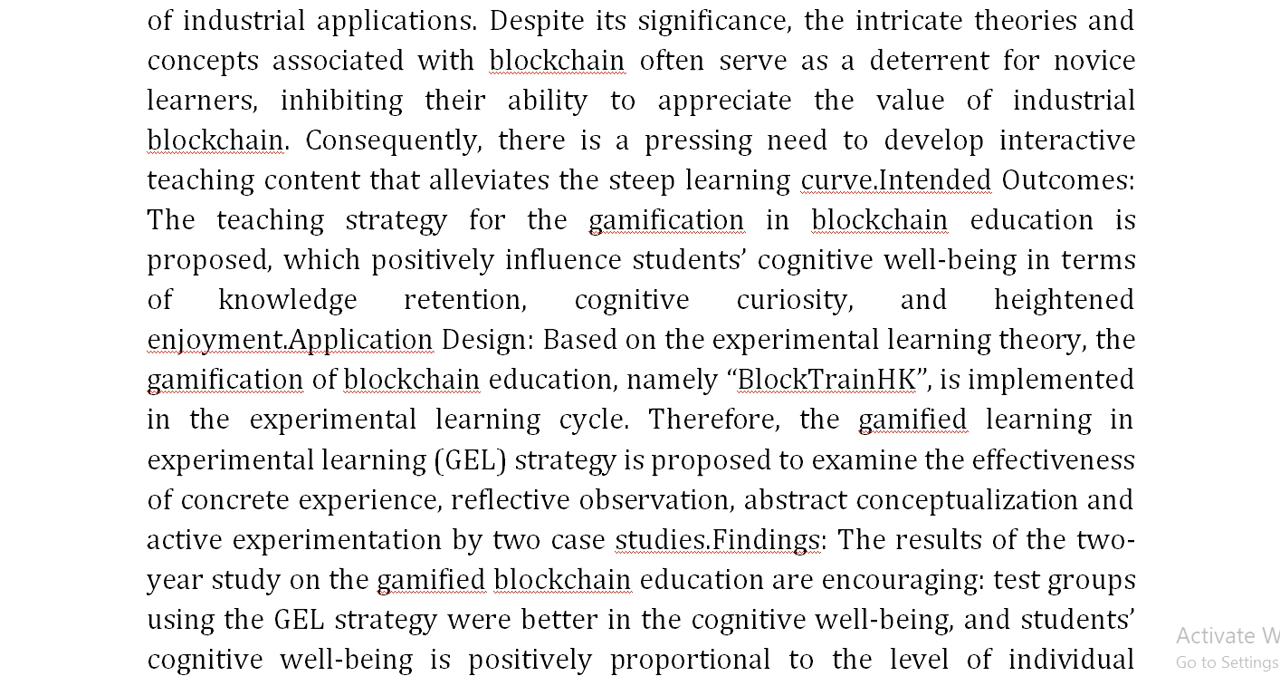 of industrial applications. Despite its significance, the intricate theories and
concepts associated with blockchain often serve as a deterrent for novice
learners, inhibiting their ability to appreciate the value of industrial
blockchain. Consequently, there is a pressing need to develop interactive
teaching content that alleviates the steep learning curve.Intended Outcomes:
The teaching strategy for the gamification in blockchain education is
proposed, which positively influence students’ cognitive well-being in terms
of knowledge retention, cognitive curiosity, and heightened
enjoyment.Application Design: Based on the experimental learning theory, the
gamification of blockchain education, namely “BlockTrainHK”, is implemented
in the experimental learning cycle. Therefore, the gamified learning in
experimental learning (GEL) strategy is proposed to examine the effectiveness
of concrete experience, reflective observation, abstract conceptualization and
active experimentation by two case studies.Findings: The results of the two-
year study on the gamified blockchain education are encouraging: test groups
using the GEL strategy were better in the cognitive well-being, and students’
cognitive well-being is positively proportional to the level of individual
Activate W
Go to Settings